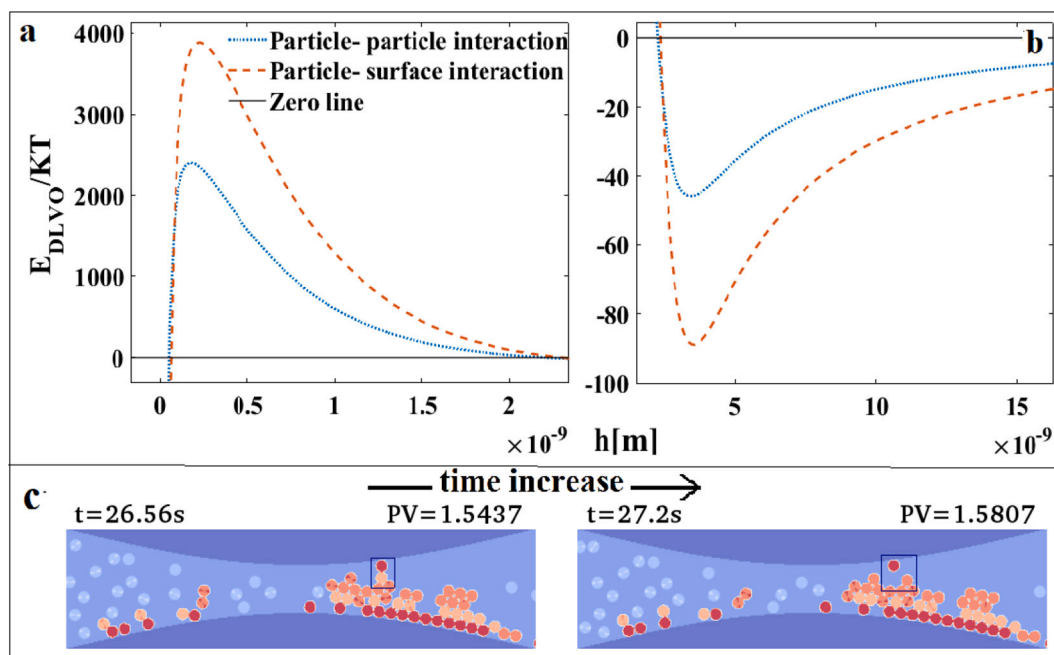 a
Particle- particle interaction
Particle- surface interaction
Zero line
E_DLVO/KT
4000
3000
2000
1000
0
0 0.5 1 1.5 2
×10⁻⁹
b
0
-20
-40
-60
-80
-100
5 10 15
h[m]
×10⁻⁹
c
time increase
t=26.56s PV=1.5437
t=27.2s PV=1.5807